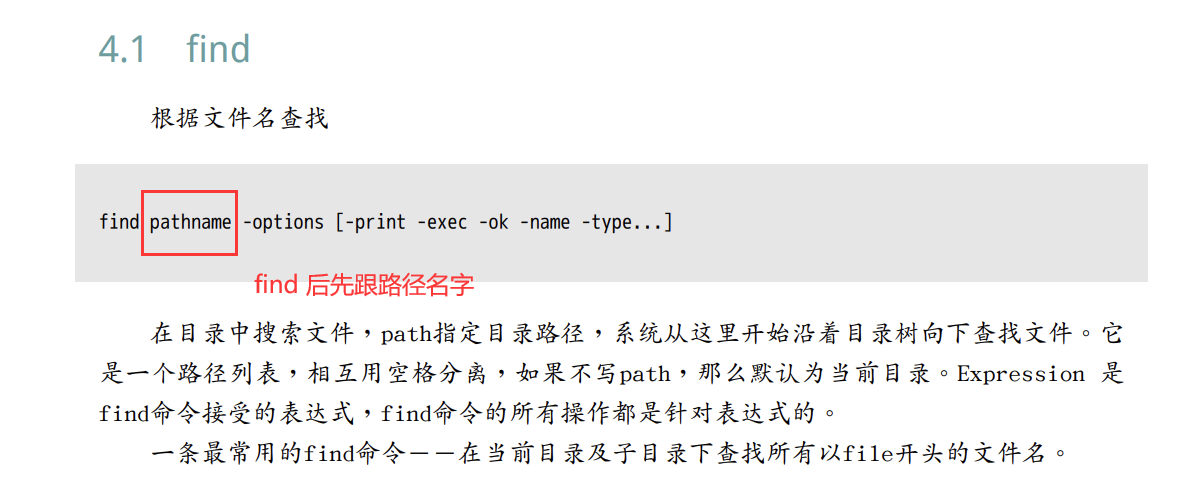 4.1 find
根据文件名查找
find pathname -options [-print -exec -ok -name -type...]
find 后先跟路径名字
在目录中搜索文件，path指定目录路径，系统从这里开始沿着目录树向下查找文件。它
是一个路径列表，相互用空格分离，如果不写path，那么默认为当前目录。Expression 是
find命令接受的表达式，find命令的所有操作都是针对表达式的。
一条最常用的find命令－－在当前目录及子目录下查找所有以file开头的文件名。